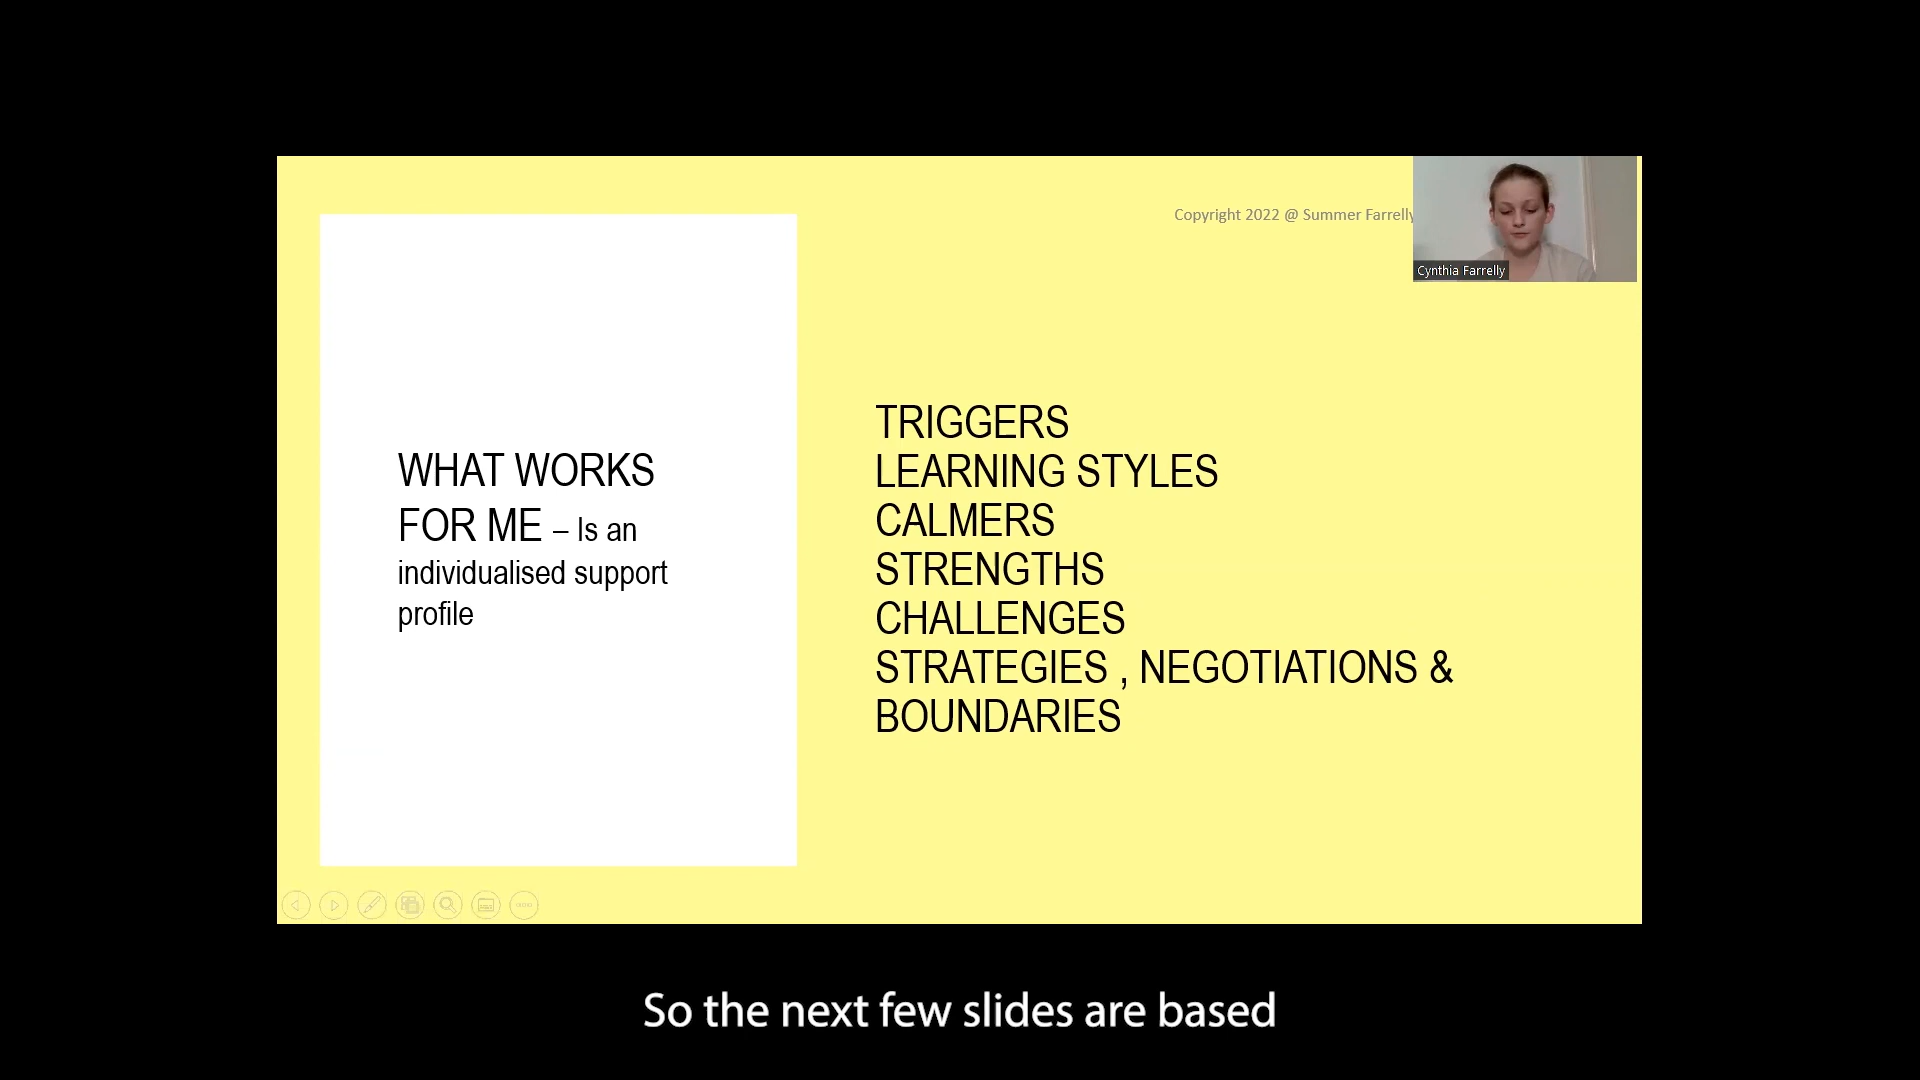 Copyright 2022 @ Summer Farrelly
Cynthia Farrelly
WHAT WORKS
FOR ME – Is an
individualised support
profile
TRIGGERS
LEARNING STYLES
CALMERS
STRENGTHS
CHALLENGES
STRATEGIES , NEGOTIATIONS &
BOUNDARIES
So the next few slides are based